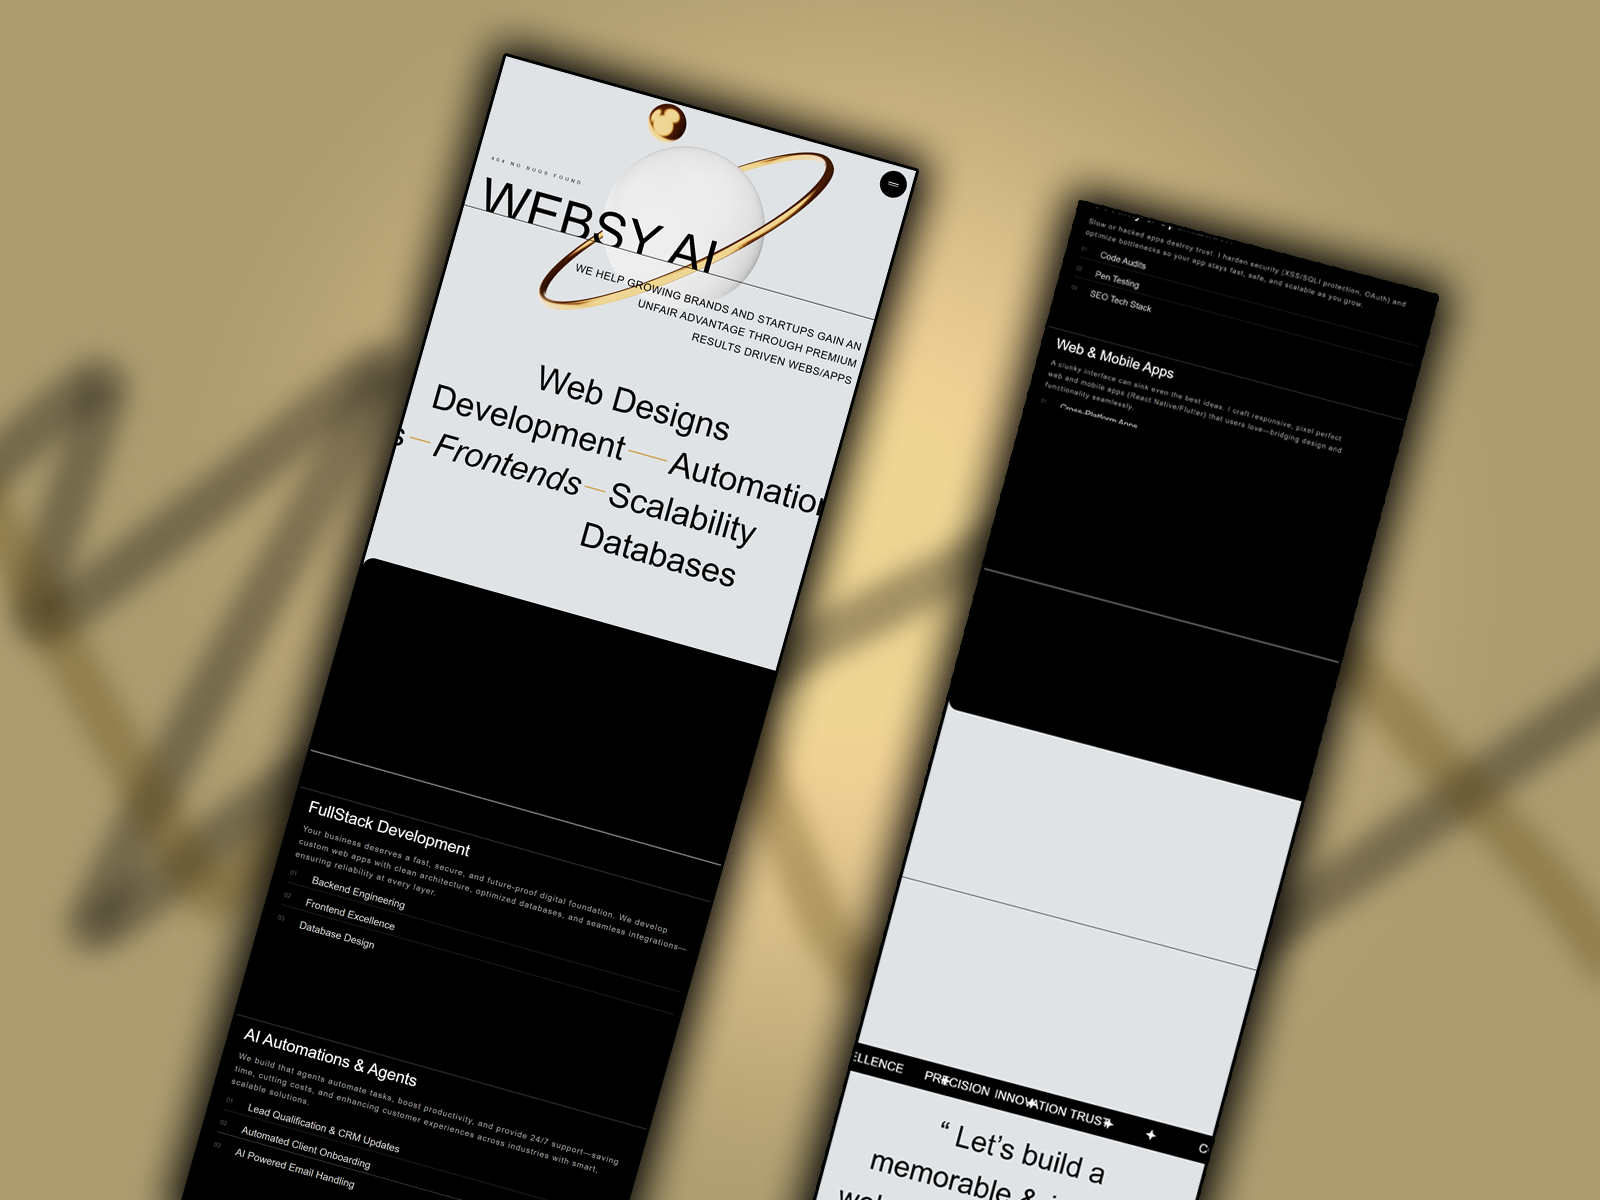 404 NO BUGS FOUND
WEBSY AI
WE HELP GROWING BRANDS AND STARTUPS GAIN AN
UNFAIR ADVANTAGE THROUGH PREMIUM
RESULTS DRIVEN WEBS/APPS
Web Designs
Development — Automation
s — Frontends — Scalability
Databases
FullStack Development
Your business deserves a fast, secure, and future-proof digital foundation. We develop
custom web apps with clean architecture, optimized databases, and seamless integrations—
ensuring reliability at every layer.
01 Backend Engineering
02 Frontend Excellence
03 Database Design
AI Automations & Agents
We build that agents automate tasks, boost productivity, and provide 24/7 support—saving
time, cutting costs, and enhancing customer experiences across industries with smart,
scalable solutions.
01 Lead Qualification & CRM Updates
02 Automated Client Onboarding
03 AI Powered Email Handling
Slow or hacked apps destroy trust. I harden security (XSS/SQLI protection, OAuth) and
optimize bottlenecks so your app stays fast, safe, and scalable as you grow.
01 Code Audits
02 Pen Testing
03 SEO Tech Stack
Web & Mobile Apps
A clunky interface can sink even the best ideas. I craft responsive, pixel perfect
web and mobile apps (React Native/Flutter) that users love—bridging design and
functionality seamlessly.
01 Cross-Platform Apps
ELLENCE PRECISION INNOVATION TRUST C
“ Let’s build a
memorable &